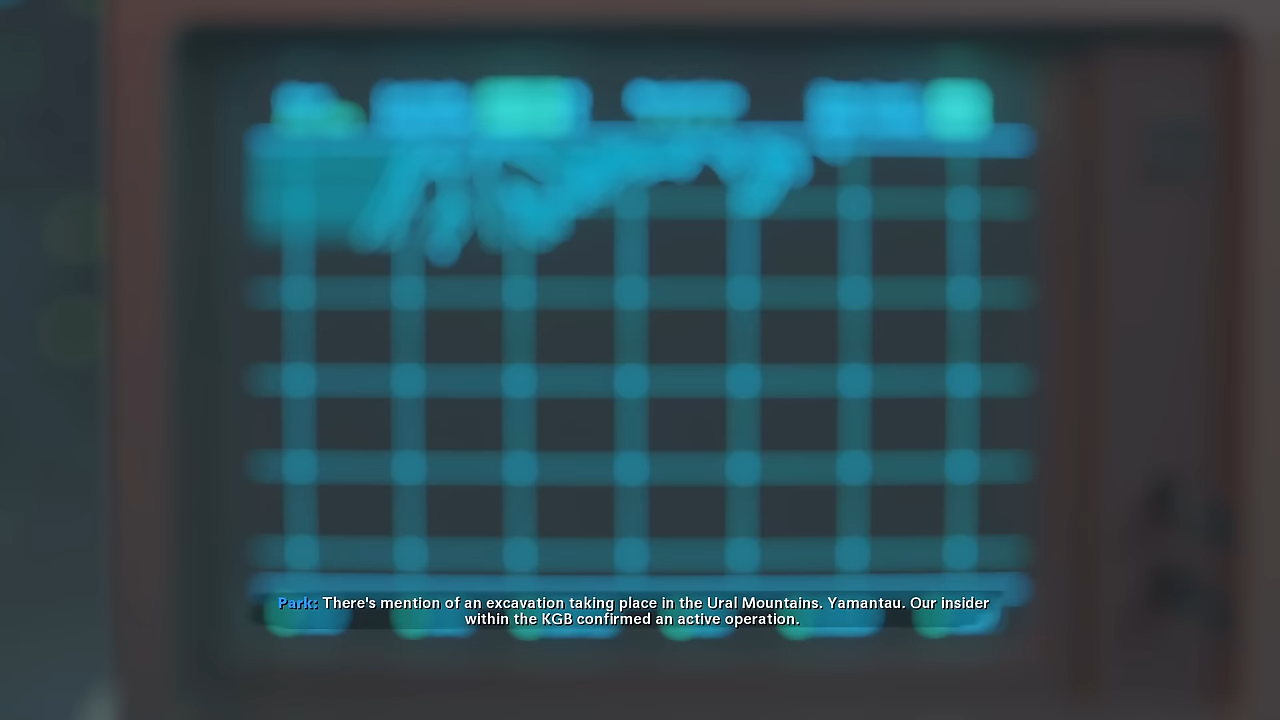 Park: There's mention of an excavation taking place in the Ural Mountains. Yamantau. Our insider
within the KGB confirmed an active operation.